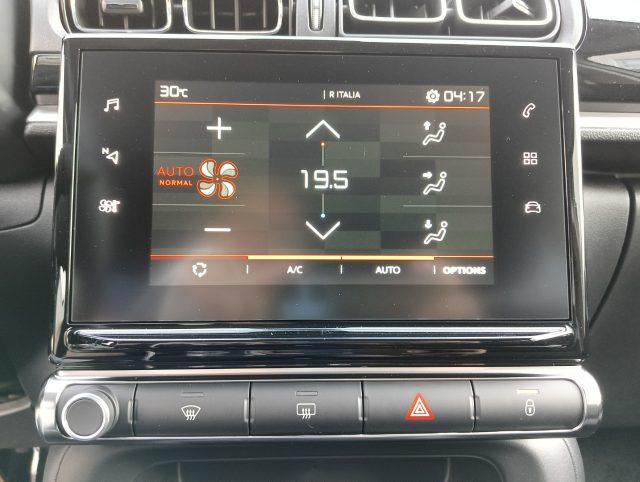 30°C | R ITALIA 04:17
N
AUTO
NORMAL
19.5
A/C | AUTO | OPTIONS